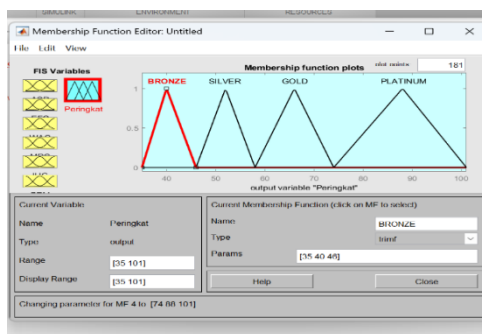 SIMULINK ENVIRONMENT RESOURCES
Membership Function Editor: Untitled
File Edit View
FIS Variables
Membership function plots plot points: 181
BRONZE SILVER GOLD PLATINUM
Peringkat
1
0.5
0
40 50 60 70 80 90 100
output variable "Peringkat"
Current Variable
Current Membership Function (click on MF to select)
Name Peringkat
Name BRONZE
Type output
Type trimf
Params [35 40 46]
Range [35 101]
Display Range [35 101]
Help Close
Changing parameter for MF 4 to [74 88 101]